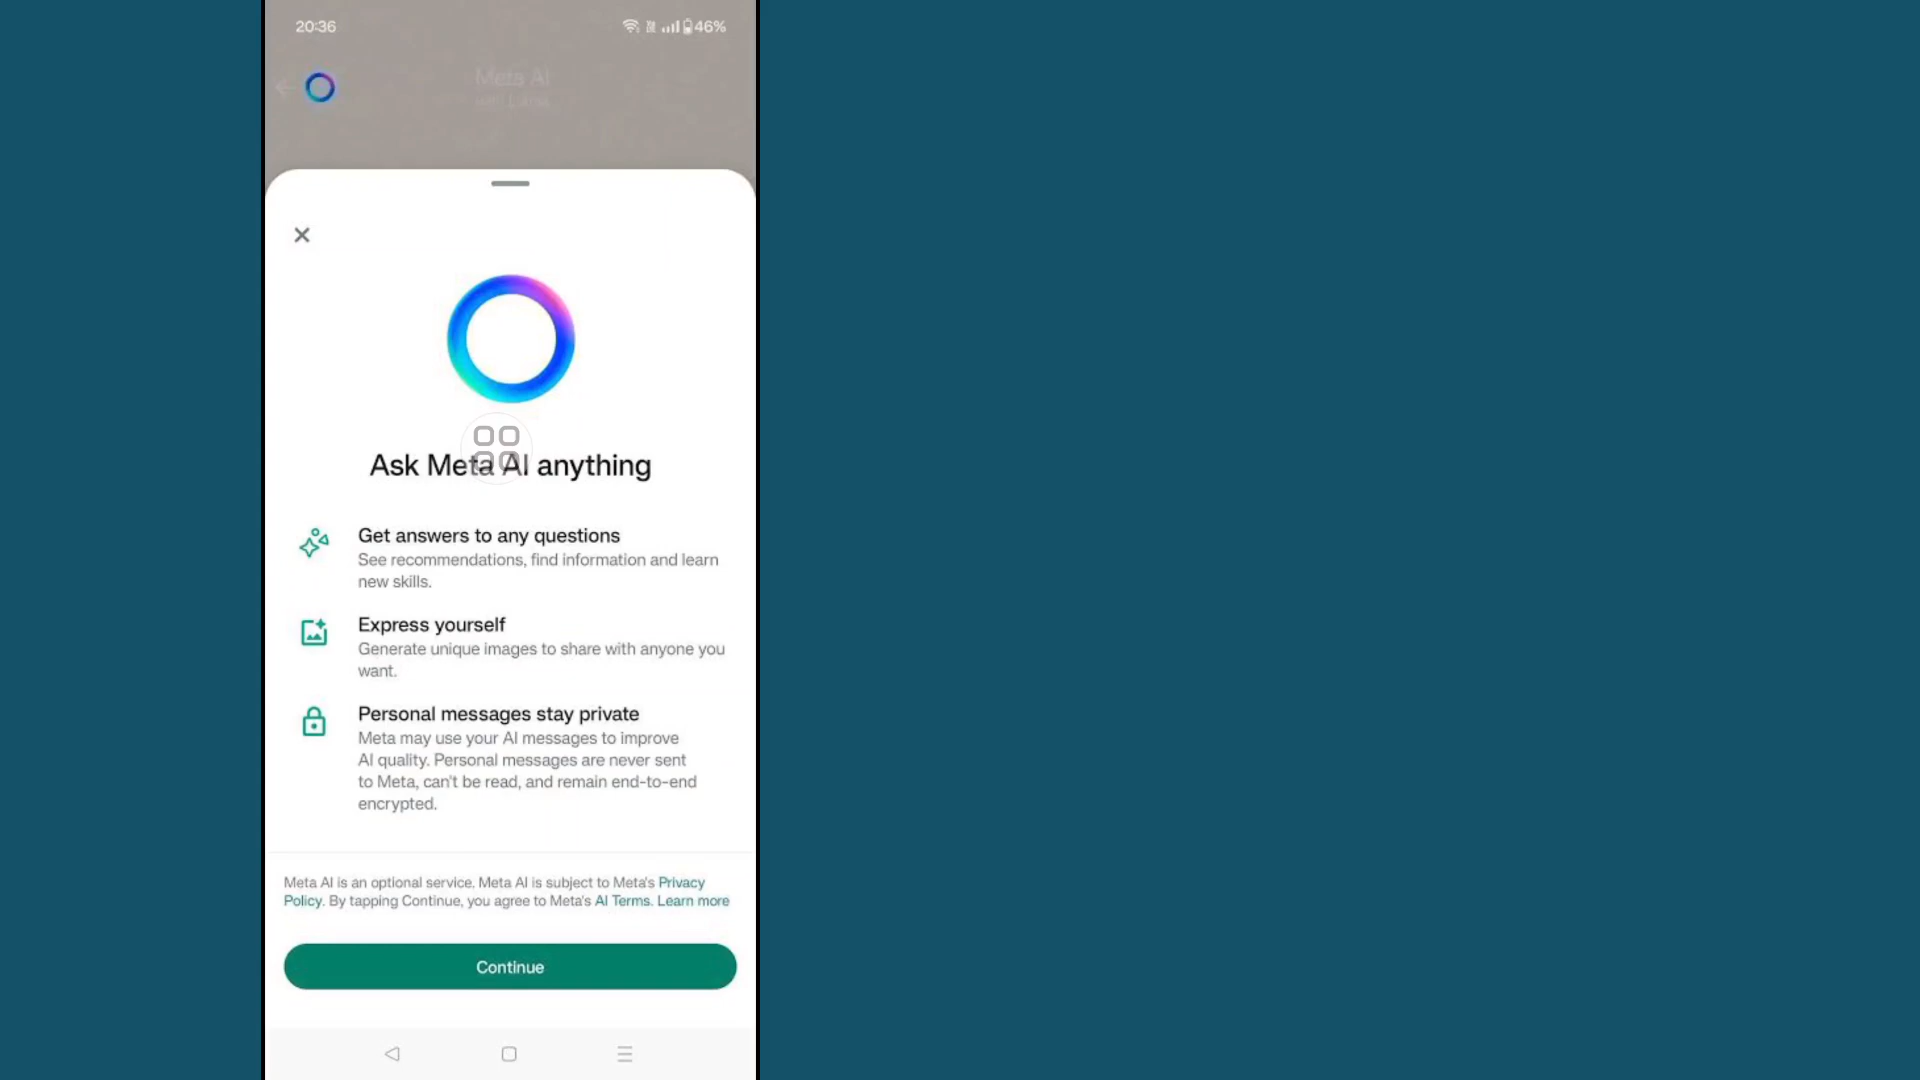 20:36
46%
Meta AI
Ask Meta AI anything
Get answers to any questions
See recommendations, find information and learn
new skills.
Express yourself
Generate unique images to share with anyone you
want.
Personal messages stay private
Meta may use your AI messages to improve
AI quality. Personal messages are never sent
to Meta, can't be read, and remain end-to-end
encrypted.
Meta AI is an optional service. Meta AI is subject to Meta's Privacy
Policy. By tapping Continue, you agree to Meta's AI Terms. Learn more
Continue